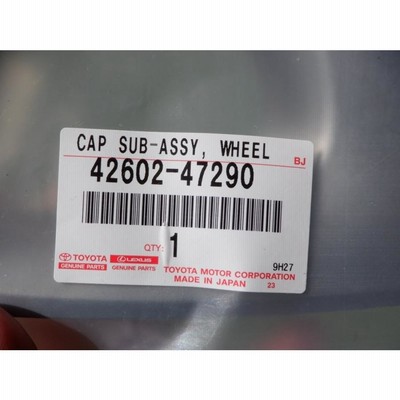 CAP SUB-ASSY, WHEEL
BJ
42602-47290
QTY: 1
TOYOTA
GENUINE PARTS
LEXUS
GENUINE PARTS
9H27
TOYOTA MOTOR CORPORATION
MADE IN JAPAN
23